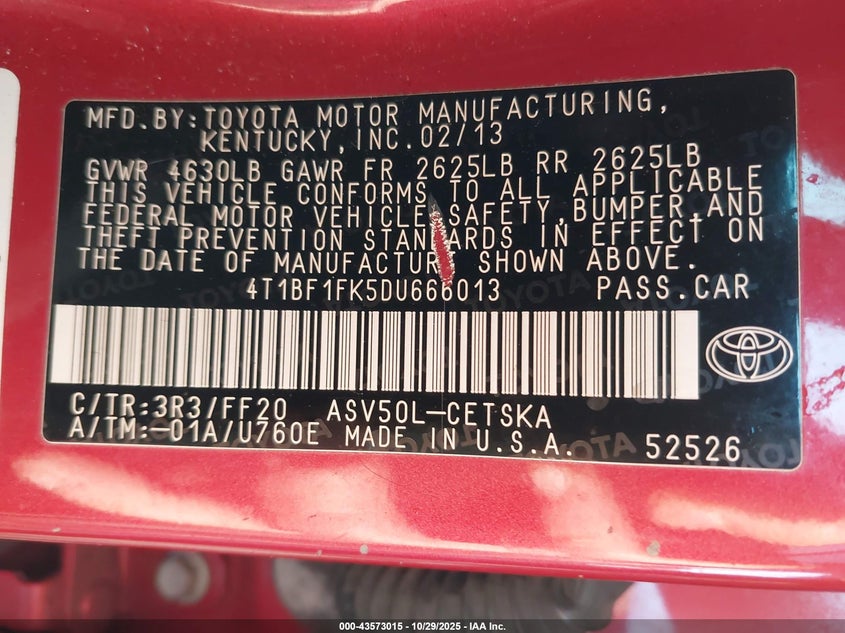 MFD. BY: TOYOTA MOTOR MANUFACTURING,
KENTUCKY, INC. 02/13
GVWR 4630LB GAWR FR 2625LB RR 2625LB
THIS VEHICLE CONFORMS TO ALL APPLICABLE
FEDERAL MOTOR VEHICLE SAFETY, BUMPER, AND
THEFT PREVENTION STANDARDS IN EFFECT ON
THE DATE OF MANUFACTURE SHOWN ABOVE.
4T1BF1FK5DU666013 PASS. CAR
C/TR: 3R3/FF20 ASV50L-CETSKA
A/TM: -01A/U760E MADE IN U.S.A. 52526
000-43573015 - 10/29/2025 - IAA Inc.